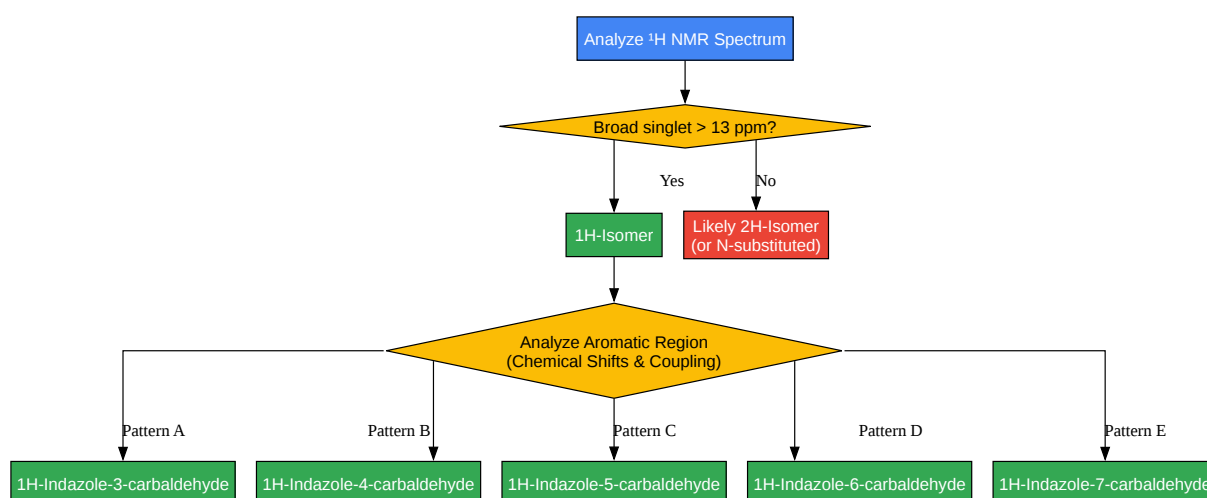 Analyze ¹H NMR Spectrum
Broad singlet > 13 ppm?
Yes
No
1H-Isomer
Likely 2H-Isomer
(or N-substituted)
Analyze Aromatic Region
(Chemical Shifts & Coupling)
Pattern A
Pattern B
Pattern C
Pattern D
Pattern E
1H-Indazole-3-carbaldehyde
1H-Indazole-4-carbaldehyde
1H-Indazole-5-carbaldehyde
1H-Indazole-6-carbaldehyde
1H-Indazole-7-carbaldehyde